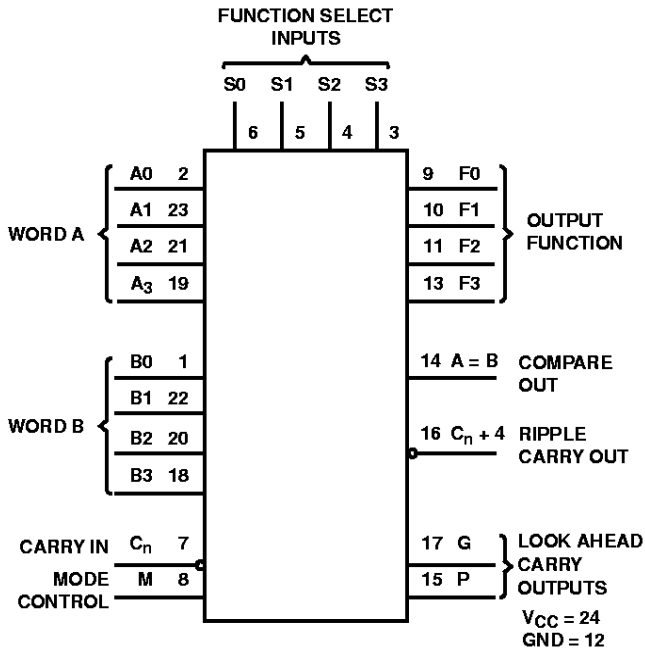 FUNCTION SELECT
INPUTS
S0 S1 S2 S3
6 5 4 3
WORD A
A0 2
A1 23
A2 21
A3 19
WORD B
B0 1
B1 22
B2 20
B3 18
CARRY IN Cn 7
MODE CONTROL M 8
9 F0
10 F1
11 F2
13 F3
OUTPUT
FUNCTION
14 A = B COMPARE
OUT
16 Cn + 4 RIPPLE
CARRY OUT
17 G
15 P
LOOK AHEAD
CARRY
OUTPUTS
VCC = 24
GND = 12